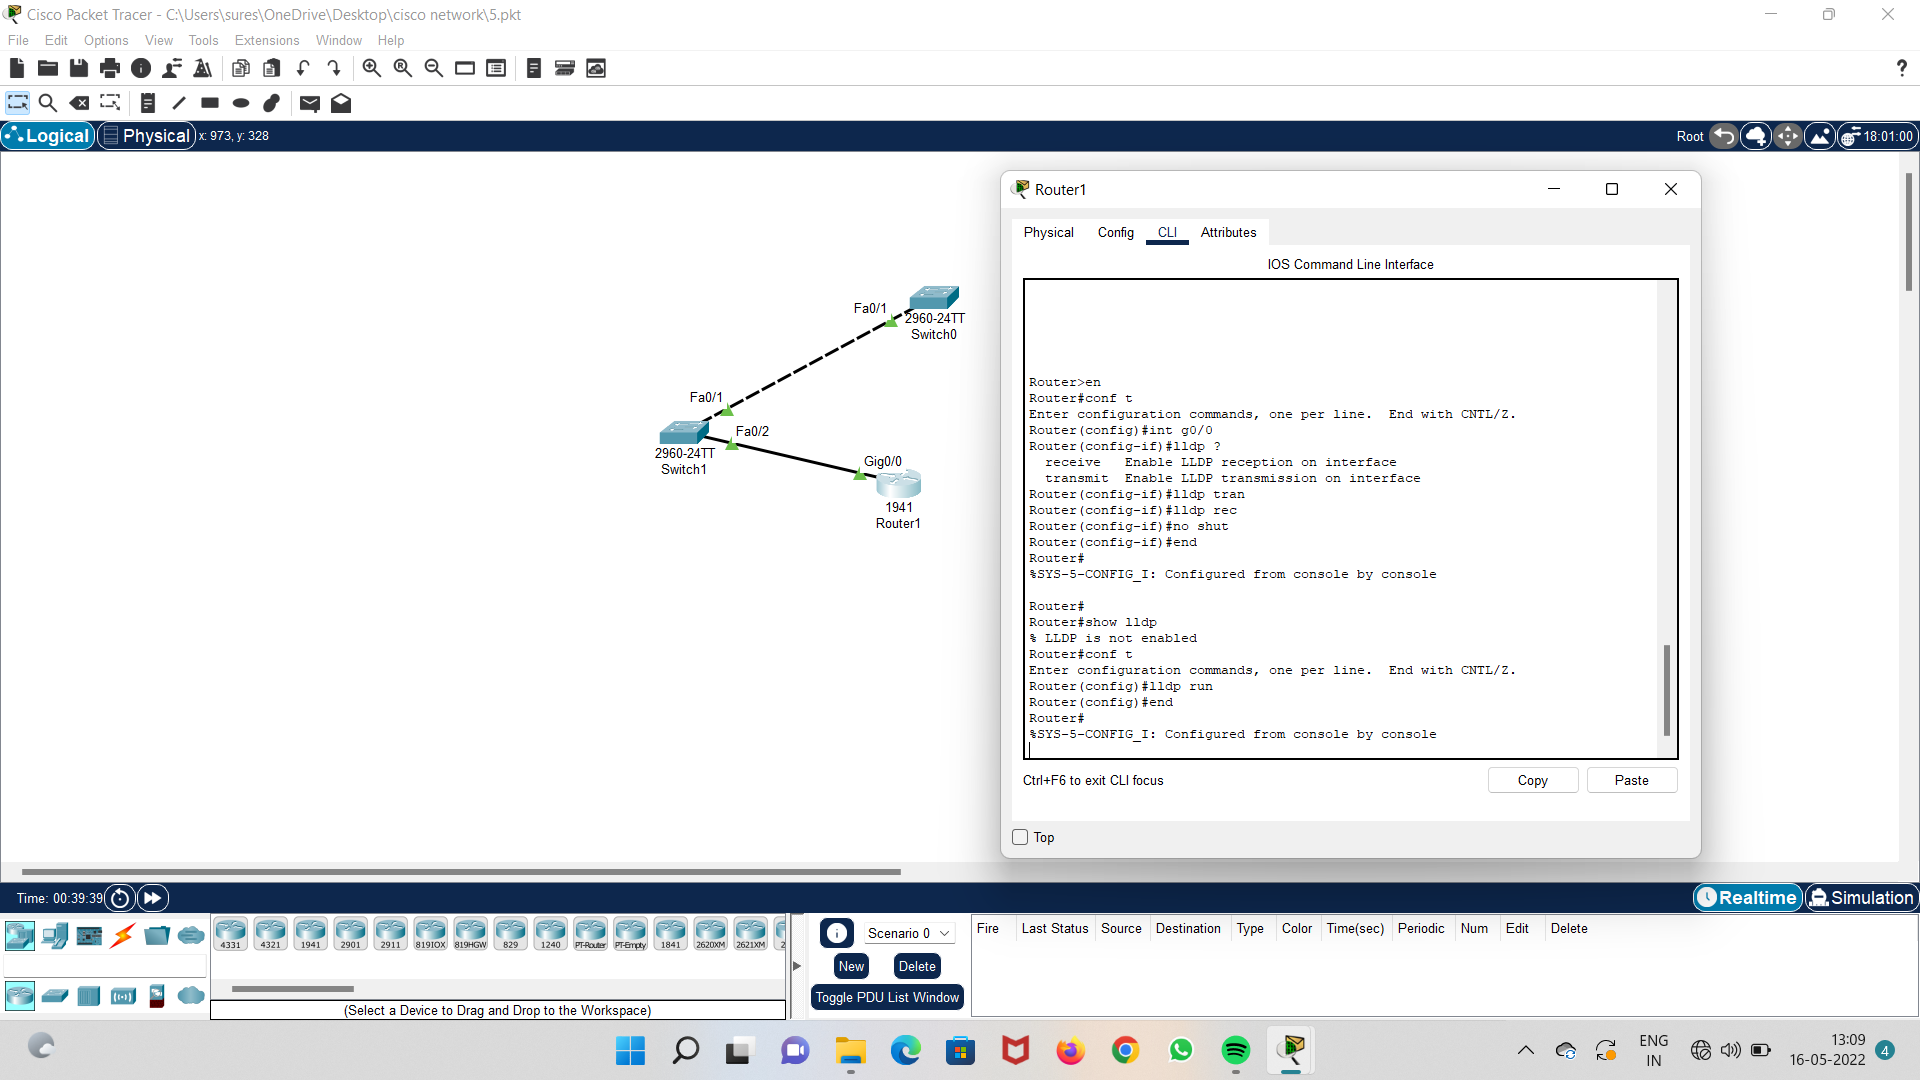 Cisco Packet Tracer - C:\Users\sures\OneDrive\Desktop\cisco network\5.pkt
File Edit Options View Tools Extensions Window Help
?
Logical Physical x: 973, y: 328
Root 18:01:00
Fa0/1
2960-24TT
Switch0
Fa0/1
Fa0/2
2960-24TT
Switch1
Gig0/0
1941
Router1
Router1
Physical Config CLI Attributes
IOS Command Line Interface
Router>en
Router#conf t
Enter configuration commands, one per line.  End with CNTL/Z.
Router(config)#int g0/0
Router(config-if)#lldp ?
  receive   Enable LLDP reception on interface
  transmit  Enable LLDP transmission on interface
Router(config-if)#lldp tran
Router(config-if)#lldp rec
Router(config-if)#no shut
Router(config-if)#end
Router#
%SYS-5-CONFIG_I: Configured from console by console
Router#
Router#show lldp
% LLDP is not enabled
Router#conf t
Enter configuration commands, one per line.  End with CNTL/Z.
Router(config)#lldp run
Router(config)#end
Router#
%SYS-5-CONFIG_I: Configured from console by console
Ctrl+F6 to exit CLI focus
Copy Paste
Top
Time: 00:39:39
Realtime Simulation
4331 4321 1941 2901 2911 819IOX 819HGW 829 1240 PT-Router PT-Empty 1841 2620XM 2621XM 2
(Select a Device to Drag and Drop to the Workspace)
Scenario 0
New Delete
Toggle PDU List Window
Fire Last Status Source Destination Type Color Time(sec) Periodic Num Edit Delete
ENG
IN
13:09
16-05-2022
4